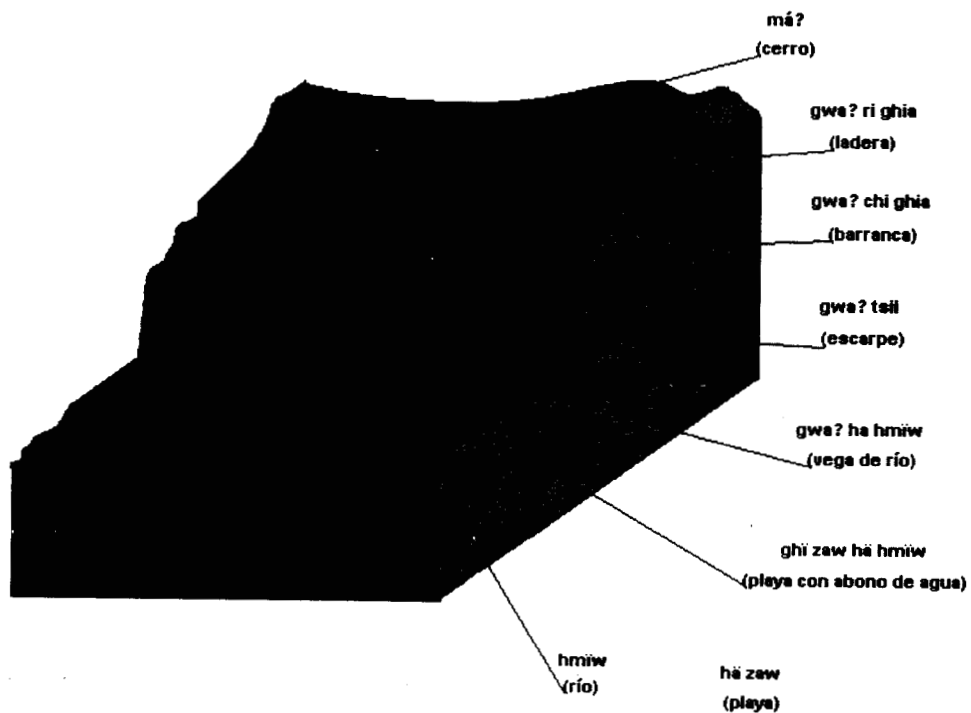 má?
(cerro)
gwa? ri ghia
(ladera)
gwa? chi ghia
(barranca)
gwa? tsii
(escarpe)
gwa? ha hmïw
(vega de río)
ghï zaw hä hmïw
(playa con abono de agua)
hmïw
(río)
hä zaw
(playa)